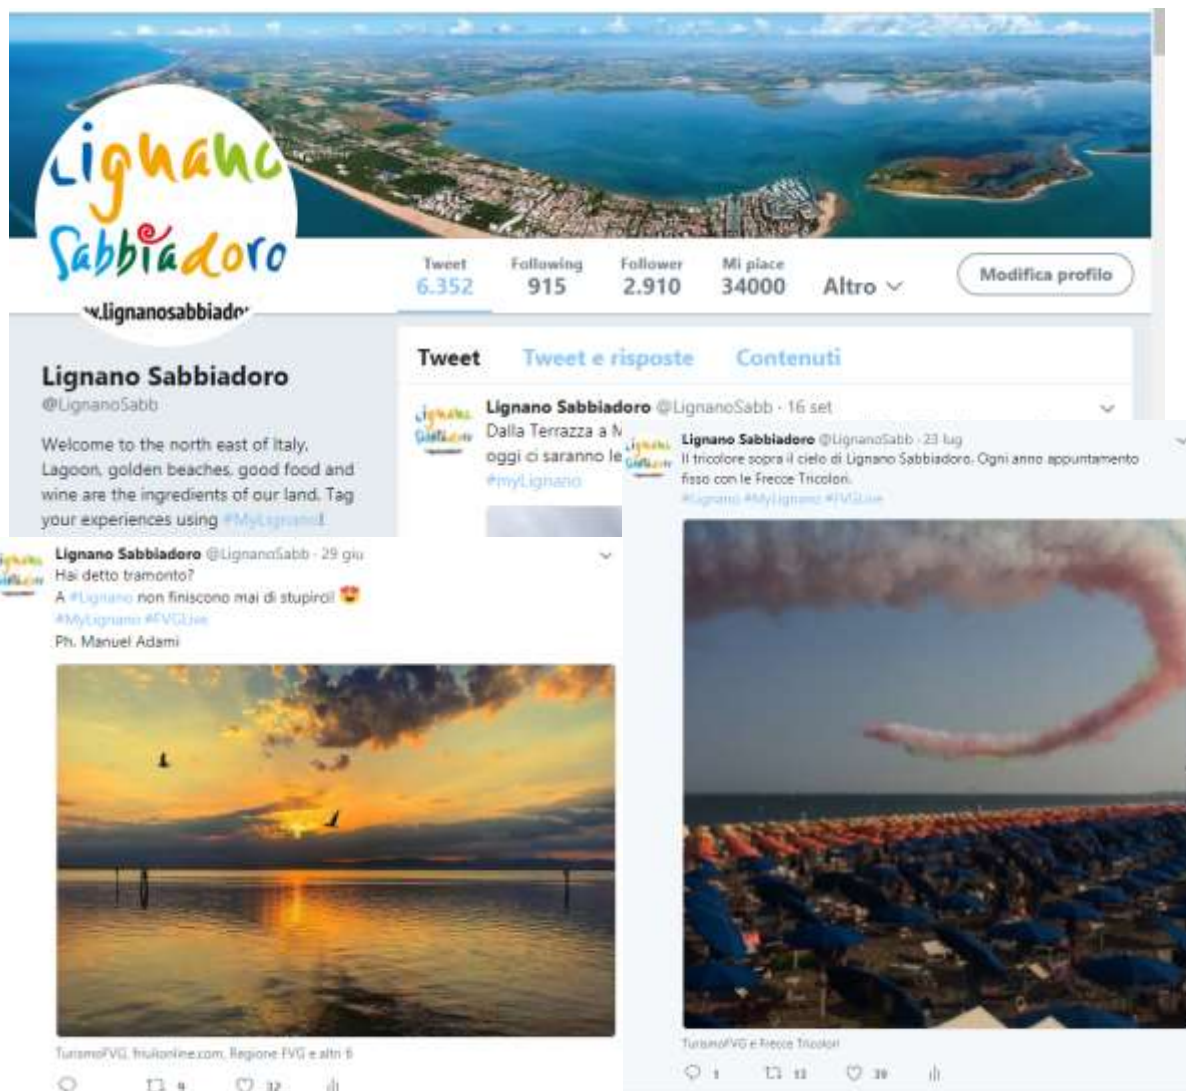 Lignano
Sabbiadoro
w.lignanosabbiado
Tweet
6.352
Following
915
Follower
2.910
Mi piace
34000
Altro
Modifica profilo
Lignano Sabbiadoro
@LignanoSabb
Welcome to the north east of Italy.
Lagoon, golden beaches, good food and
wine are the ingredients of our land. Tag
your experiences using #MyLignano!
Tweet Tweet e risposte Contenuti
Lignano Sabbiadoro @LignanoSabb · 16 set
Dalla Terrazza a M
oggi ci saranno le
#myLignano
Lignano Sabbiadoro @LignanoSabb · 23 lug
Il tricolore sopra il cielo di Lignano Sabbiadoro. Ogni anno appuntamento
fisso con le Frecce Tricolori.
#Lignano #MyLignano #FVGLive
TurismoFVG e Frecce Tricolori
1 13 39
Lignano Sabbiadoro @LignanoSabb · 29 giu
Hai detto tramonto?
A #Lignano non finiscono mai di stupirci! 😍
#MyLignano #FVGLive
Ph. Manuel Adami
TurismoFVG, friulionline.com, Regione FVG e altri 6
9 32